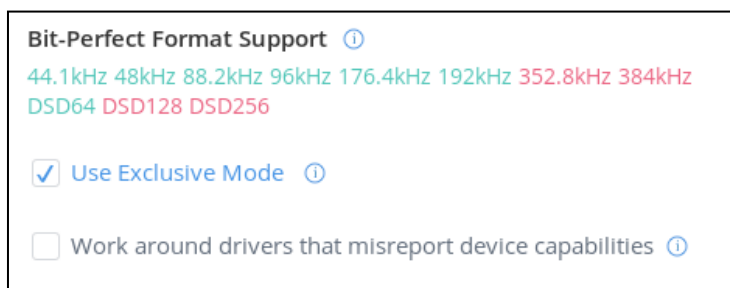 Bit-Perfect Format Support
44.1kHz 48kHz 88.2kHz 96kHz 176.4kHz 192kHz 352.8kHz 384kHz
DSD64 DSD128 DSD256
Use Exclusive Mode
Work around drivers that misreport device capabilities